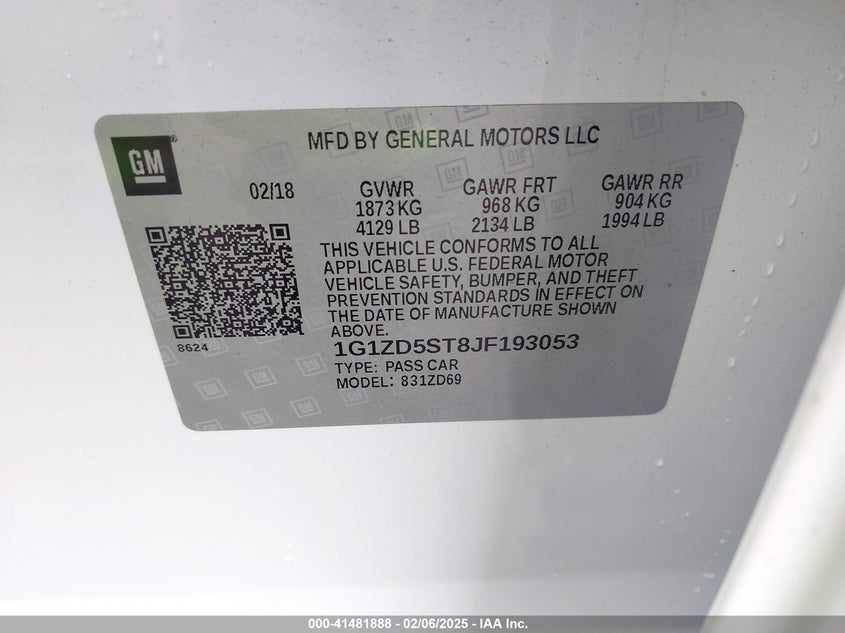 MFD BY GENERAL MOTORS LLC
GM
02/18 GVWR GAWR FRT GAWR RR
1873 KG 968 KG 904 KG
4129 LB 2134 LB 1994 LB
THIS VEHICLE CONFORMS TO ALL
APPLICABLE U.S. FEDERAL MOTOR
VEHICLE SAFETY, BUMPER, AND THEFT
PREVENTION STANDARDS IN EFFECT ON
THE DATE OF MANUFACTURE SHOWN
ABOVE.
8624
1G1ZD5ST8JF193053
TYPE: PASS CAR
MODEL: 831ZD69
000-41481888 - 02/06/2025 - IAA Inc.